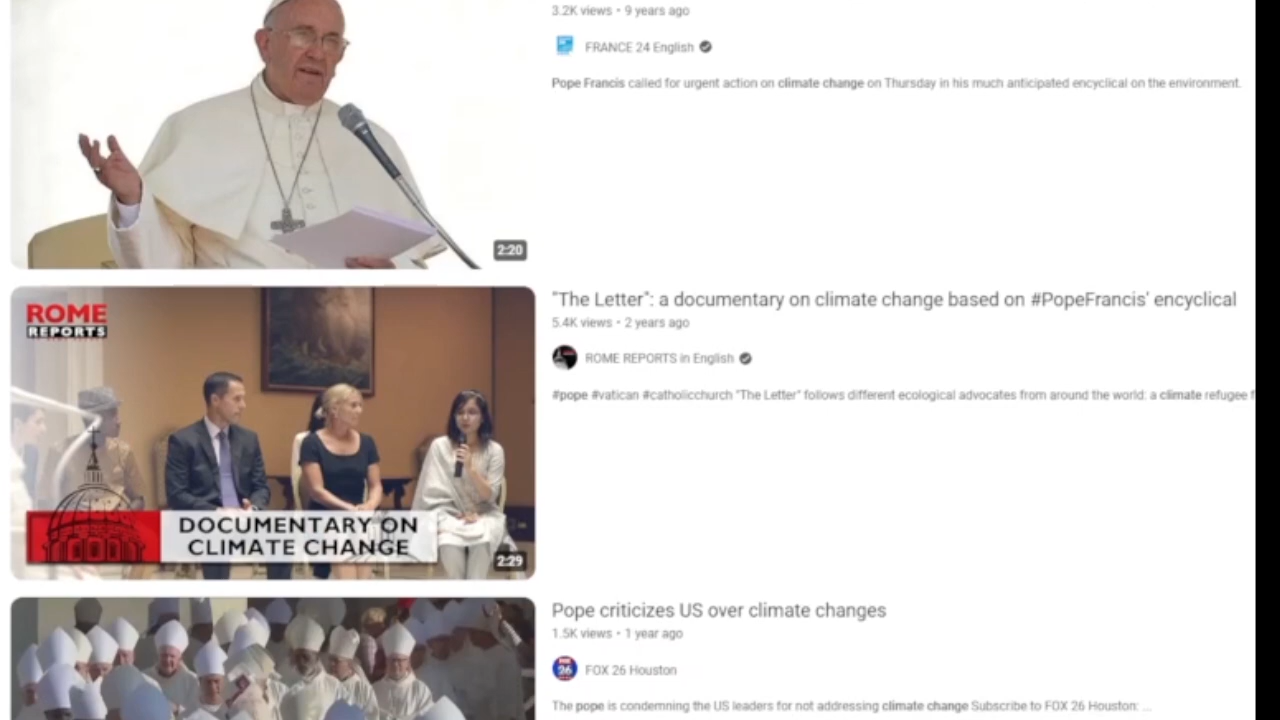 3.2K views • 9 years ago
FRANCE 24 English
Pope Francis called for urgent action on climate change on Thursday in his much anticipated encyclical on the environment.
2:20
ROME
REPORTS
DOCUMENTARY ON
CLIMATE CHANGE
2:29
"The Letter": a documentary on climate change based on #PopeFrancis' encyclical
5.4K views • 2 years ago
ROME REPORTS in English
#pope #vatican #catholicchurch "The Letter" follows different ecological advocates from around the world: a climate refugee f
Pope criticizes US over climate changes
1.5K views • 1 year ago
26
FOX 26 Houston
The pope is condemning the US leaders for not addressing climate change Subscribe to FOX 26 Houston: ...